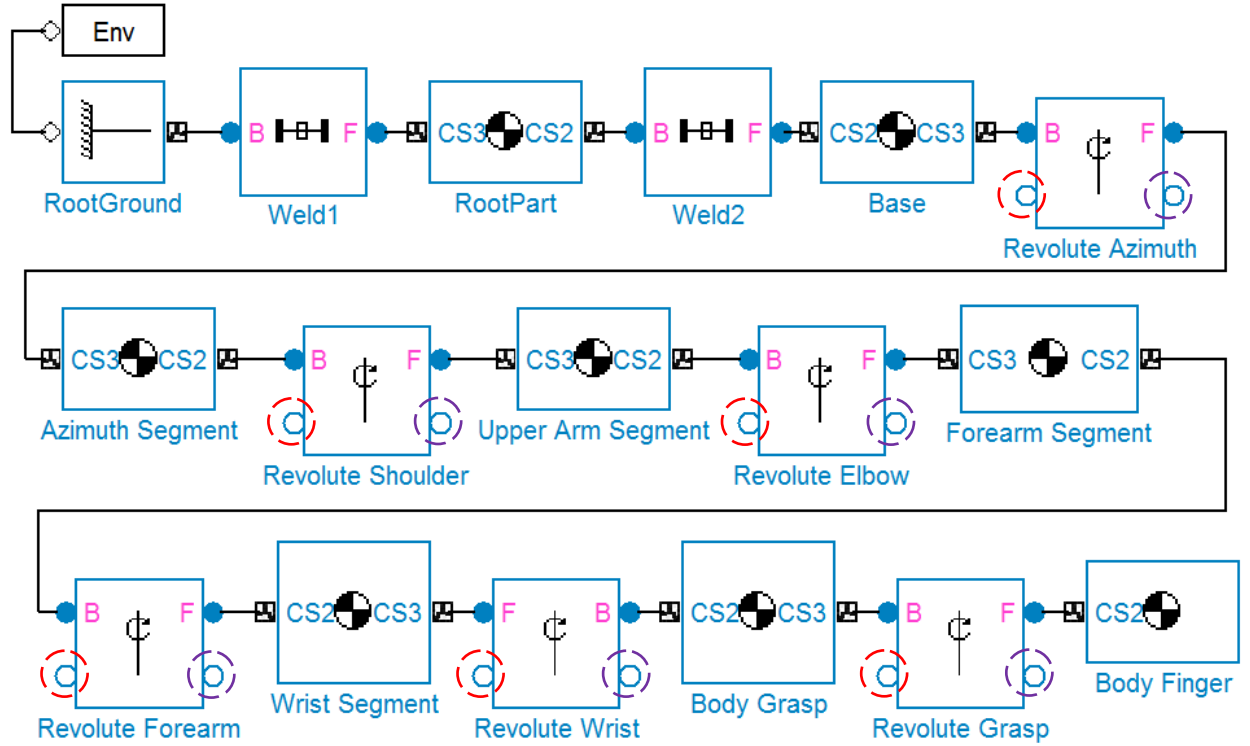 Env
B F CS3 CS2 B F CS2 CS3 B F
RootGround Weld1 RootPart Weld2 Base Revolute Azimuth
CS3 CS2 B F CS3 CS2 B F CS3 CS2
Azimuth Segment Revolute Shoulder Upper Arm Segment Revolute Elbow Forearm Segment
B F CS2 CS3 F B CS2 CS3 B F CS2
Revolute Forearm Wrist Segment Revolute Wrist Body Grasp Revolute Grasp Body Finger